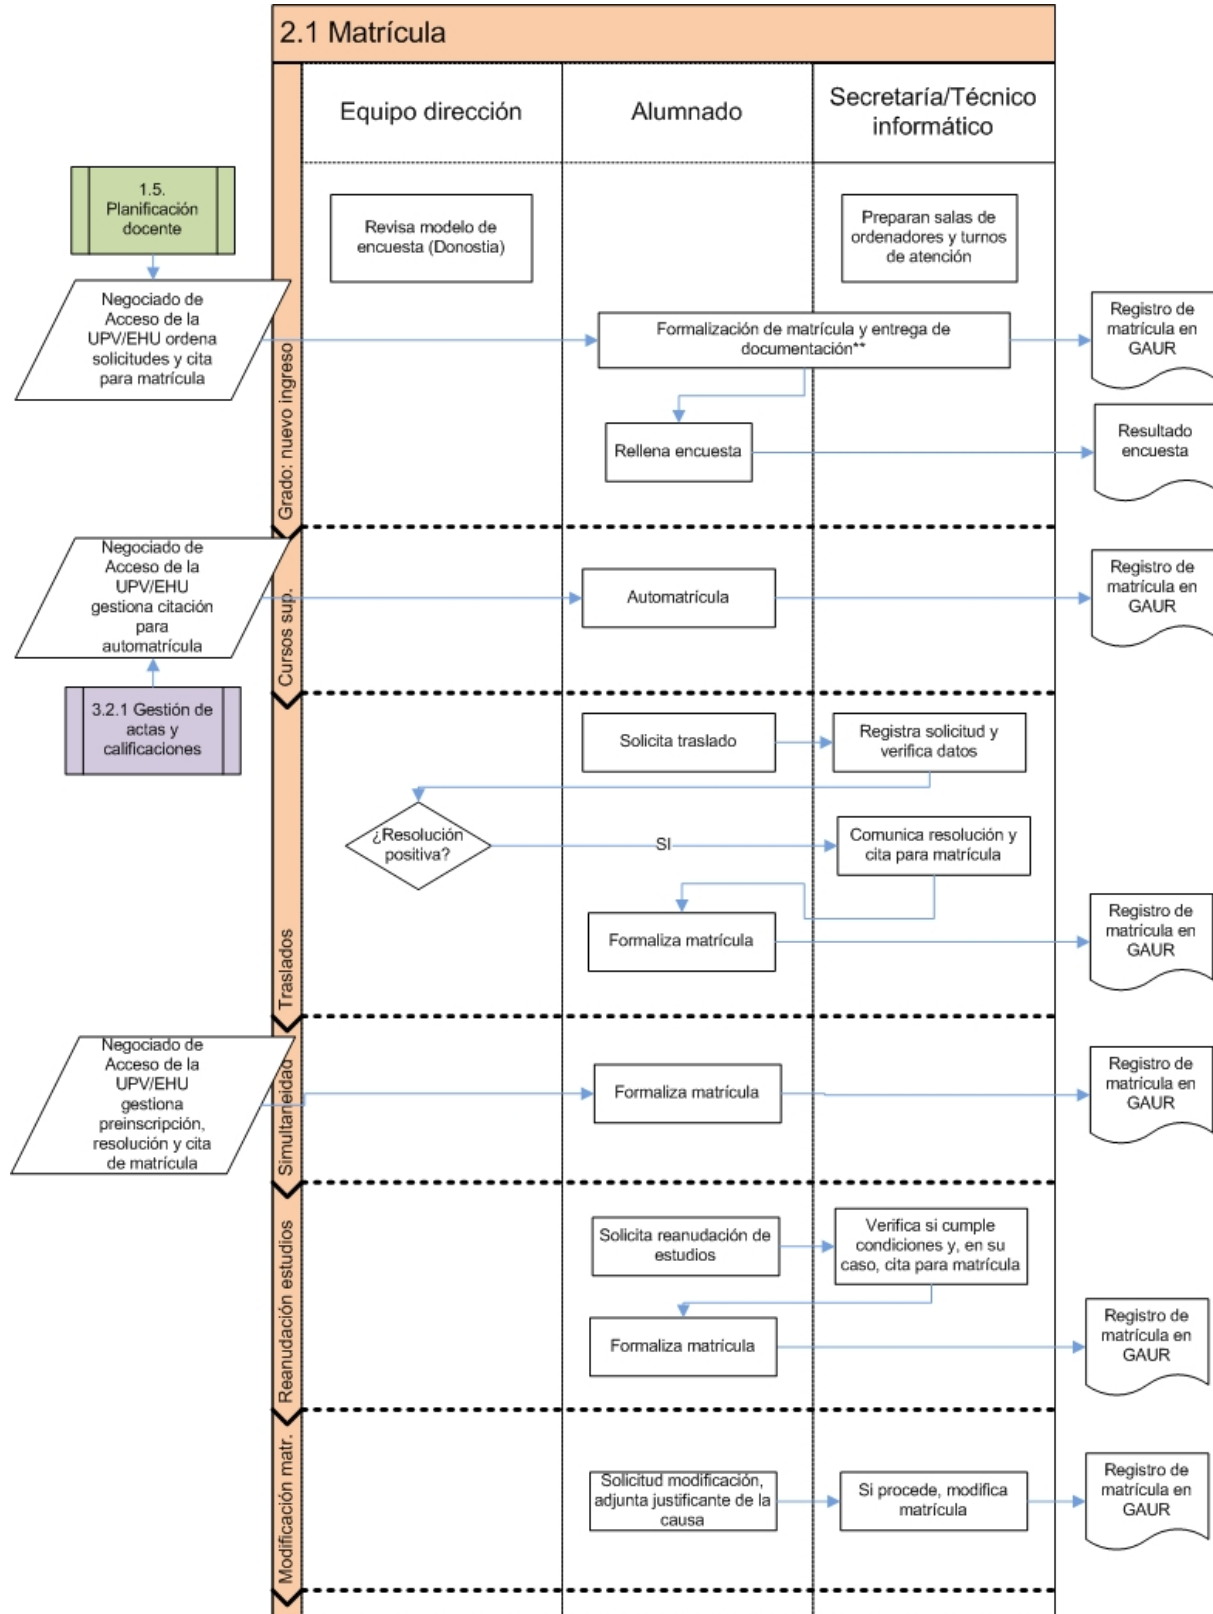 2.1 Matrícula
Equipo dirección
Alumnado
Secretaría/Técnico
informático
1.5.
Planificación
docente
Revisa modelo de
encuesta (Donostia)
Preparan salas de
ordenadores y turnos
de atención
Negociado de
Acceso de la
UPV/EHU ordena
solicitudes y cita
para matrícula
Formalización de matrícula y entrega de
documentación**
Registro de
matrícula en
GAUR
Rellena encuesta
Resultado
encuesta
Grado: nuevo ingreso
Negociado de
Acceso de la
UPV/EHU
gestiona citación
para
automatrícula
Automatrícula
Registro de
matrícula en
GAUR
Cursos sup.
3.2.1 Gestión de
actas y
calificaciones
Solicita traslado
Registra solicitud y
verifica datos
¿Resolución
positiva?
SI
Comunica resolución y
cita para matrícula
Formaliza matrícula
Registro de
matrícula en
GAUR
Traslados
Negociado de
Acceso de la
UPV/EHU
gestiona
preinscripción,
resolución y cita
de matrícula
Formaliza matrícula
Registro de
matrícula en
GAUR
Simultaneidad
Solicita reanudación de
estudios
Verifica si cumple
condiciones y, en su
caso, cita para matrícula
Formaliza matrícula
Registro de
matrícula en
GAUR
Reanudación estudios
Solicitud modificación,
adjunta justificante de la
causa
Si procede, modifica
matrícula
Registro de
matrícula en
GAUR
Modificación matr.